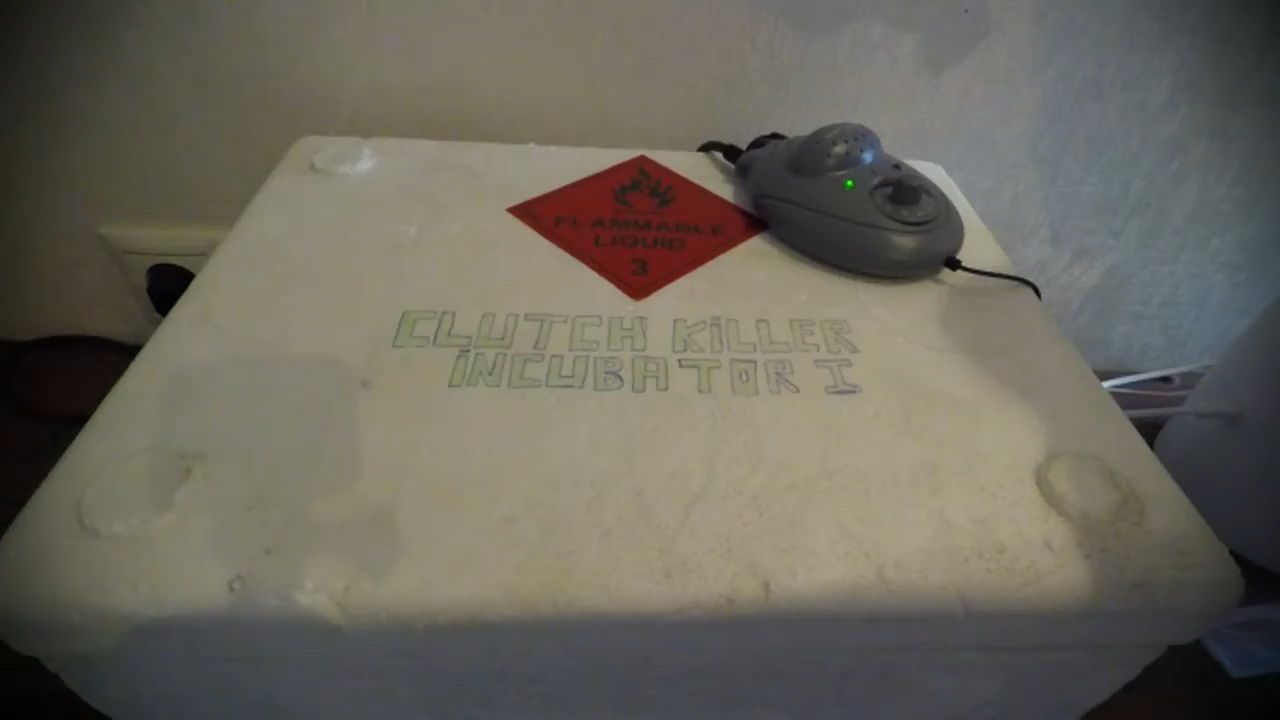 FLAMMABLE
LIQUID
3
CLUTCH KiLLER
iNCUBATOR I